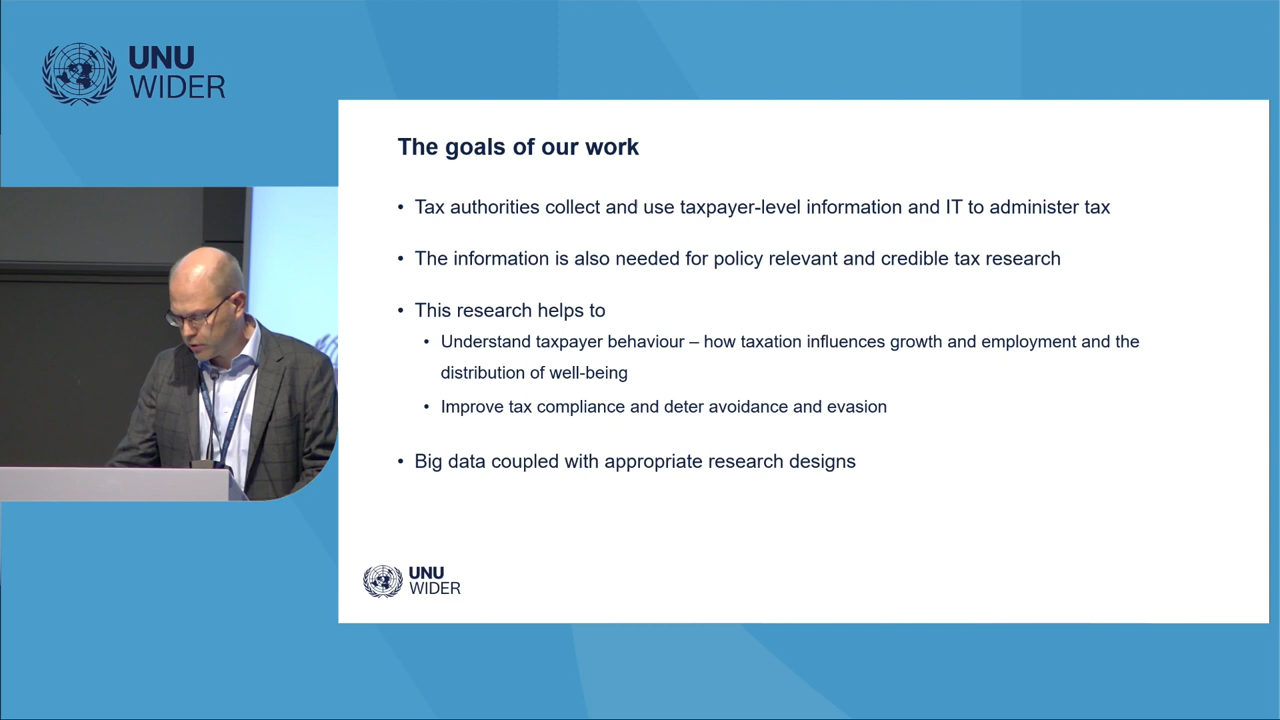 UNU
WIDER
The goals of our work
• Tax authorities collect and use taxpayer-level information and IT to administer tax
• The information is also needed for policy relevant and credible tax research
• This research helps to
• Understand taxpayer behaviour – how taxation influences growth and employment and the
distribution of well-being
• Improve tax compliance and deter avoidance and evasion
• Big data coupled with appropriate research designs
UNU
WIDER